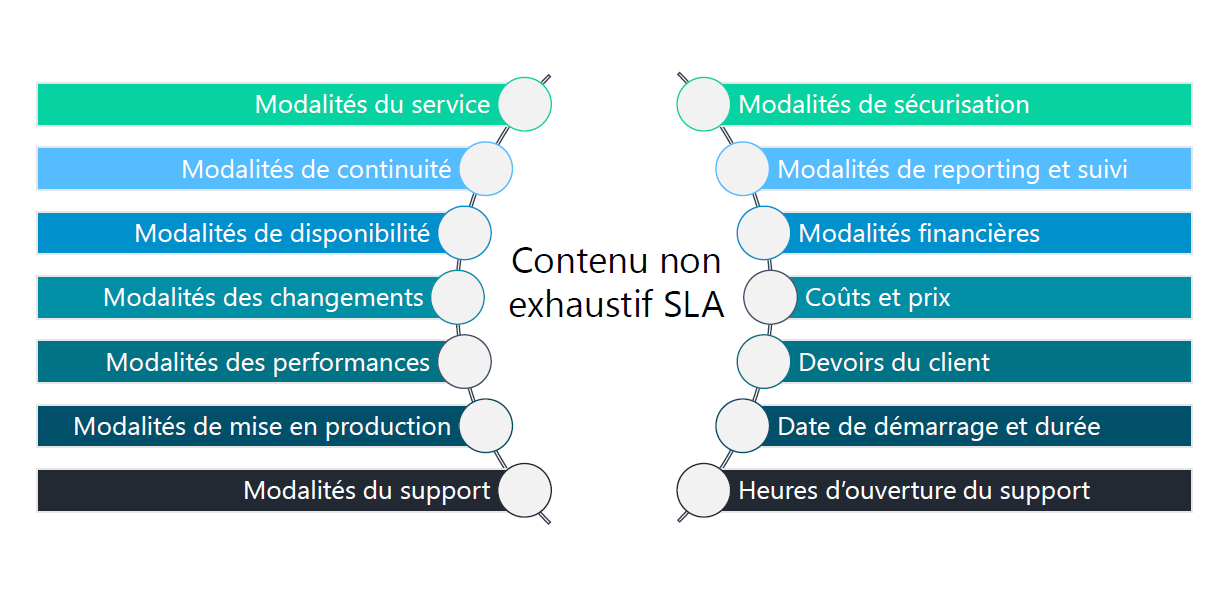 Modalités du service
Modalités de continuité
Modalités de disponibilité
Modalités des changements
Modalités des performances
Modalités de mise en production
Modalités du support
Contenu non
exhaustif SLA
Modalités de sécurisation
Modalités de reporting et suivi
Modalités financières
Coûts et prix
Devoirs du client
Date de démarrage et durée
Heures d’ouverture du support